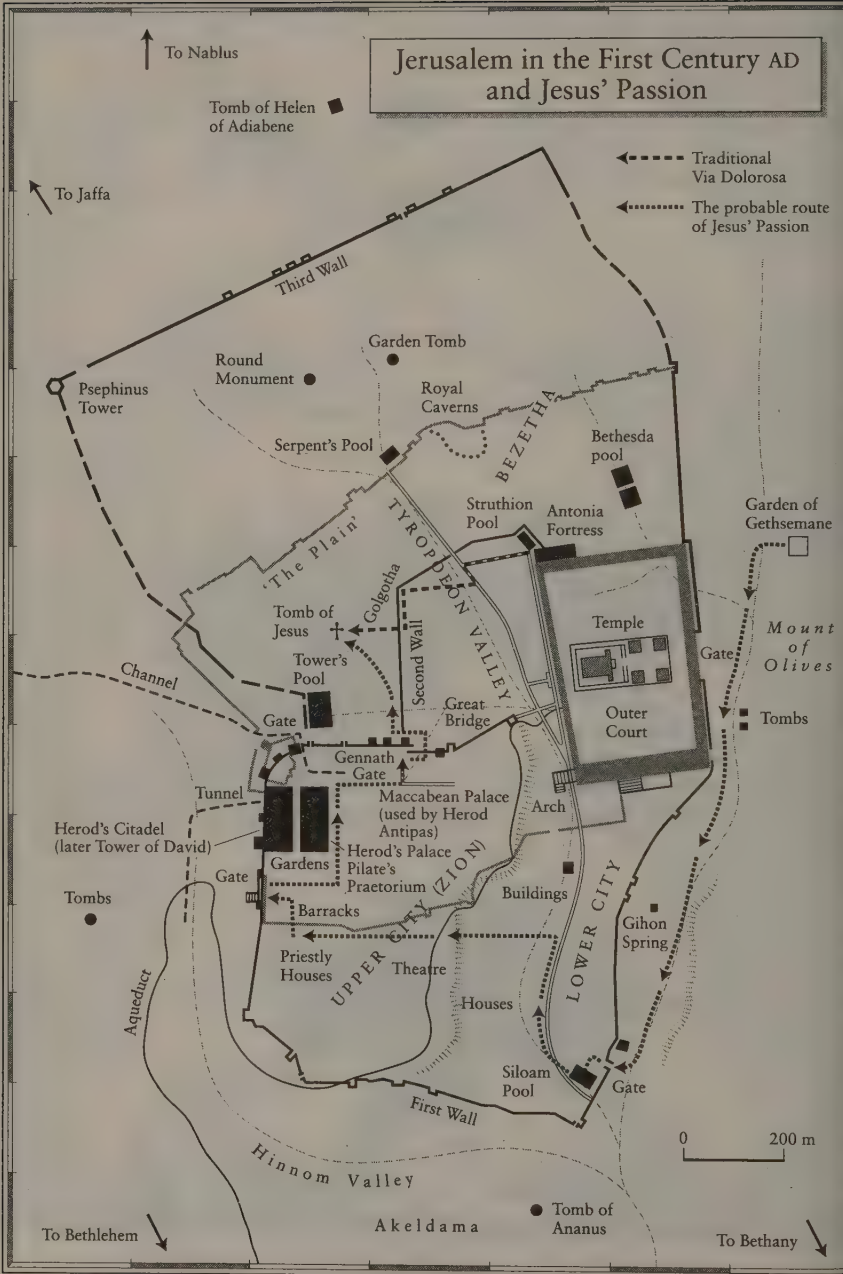 Jerusalem in the First Century AD
and Jesus' Passion
To Nablus
Tomb of Helen
of Adiabene
Traditional
Via Dolorosa
To Jaffa
The probable route
of Jesus' Passion
Third Wall
Garden Tomb
Round
Monument
Psephinus
Tower
Royal
Caverns
BEZETHA
Serpent's Pool
Bethesda
pool
Struthion
Pool
Antonia
Fortress
Garden of
Gethsemane
TYROPOEON VALLEY
'The Plain'
Golgotha
Tomb of
Jesus
Second Wall
Temple
Mount
of
Olives
Gate
Channel
Tower's
Pool
Great
Bridge
Outer
Court
Tombs
Gate
Gennath
Gate
Tunnel
Maccabean Palace
(used by Herod
Antipas)
Arch
Herod's Citadel
(later Tower of David)
Gardens
Herod's Palace
Pilate's
Praetorium
Gate
Tombs
Barracks
UPPER CITY (ZION)
Buildings
LOWER CITY
Gihon
Spring
Priestly
Houses
Theatre
Houses
Aqueduct
Siloam
Pool
Gate
First Wall
0 200 m
Hinnom Valley
Tomb of
Ananus
Akeldama
To Bethlehem
To Bethany